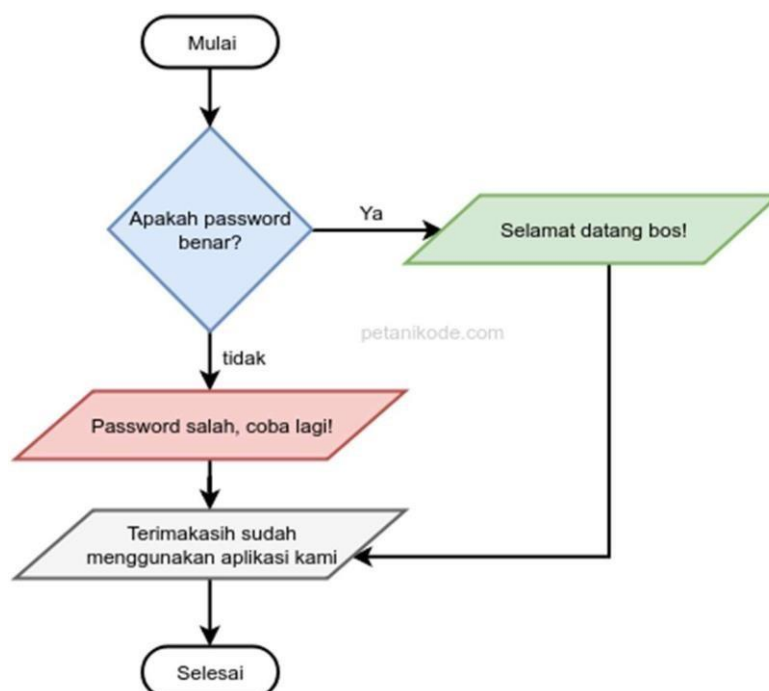 Mulai
Apakah password
benar?
Ya
Selamat datang bos!
petanikode.com
tidak
Password salah, coba lagi!
Terimakasih sudah
menggunakan aplikasi kami
Selesai